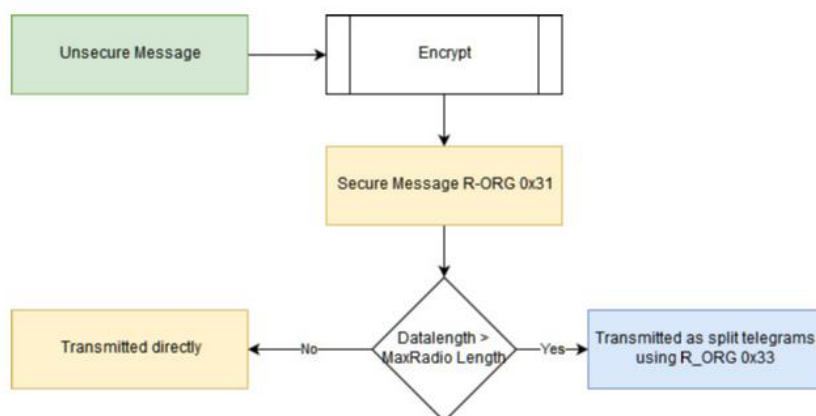 Unsecure Message
Encrypt
Secure Message R-ORG 0x31
Datalength >
MaxRadio Length
No
Yes
Transmitted directly
Transmitted as split telegrams
using R_ORG 0x33